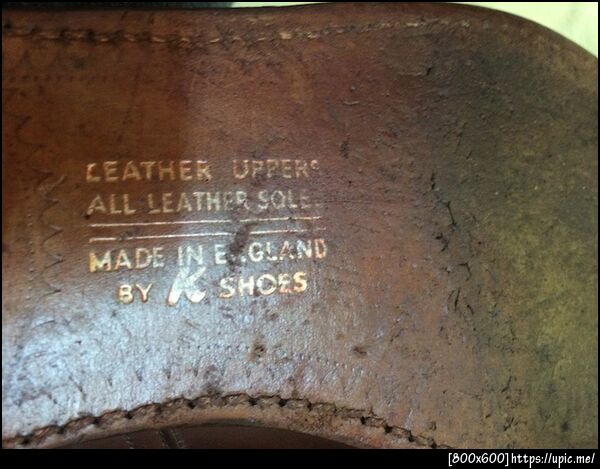 LEATHER UPPERS
ALL LEATHER SOLE
MADE IN ENGLAND
BY K SHOES
[800x600]https://upic.me/